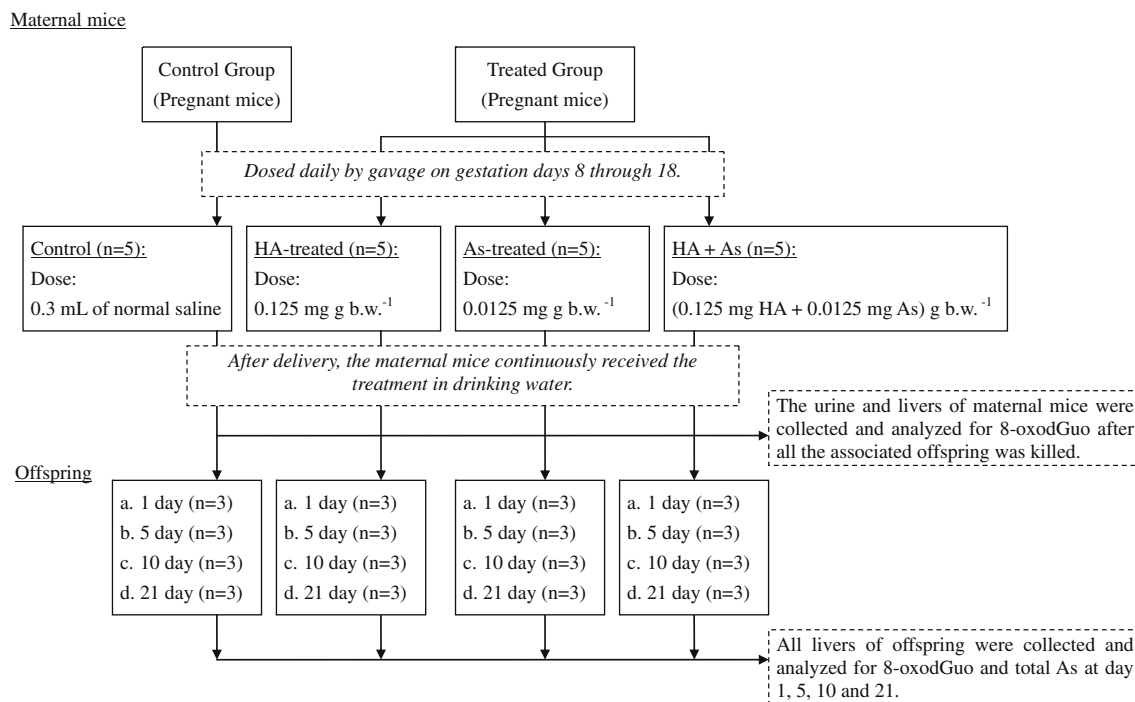 Maternal mice
Control Group
(Pregnant mice)
Treated Group
(Pregnant mice)
Dosed daily by gavage on gestation days 8 through 18.
Control (n=5):
Dose:
0.3 mL of normal saline
HA-treated (n=5):
Dose:
0.125 mg g b.w.⁻¹
As-treated (n=5):
Dose:
0.0125 mg g b.w.⁻¹
HA + As (n=5):
Dose:
(0.125 mg HA + 0.0125 mg As) g b.w.⁻¹
After delivery, the maternal mice continuously received the
treatment in drinking water.
The urine and livers of maternal mice were
collected and analyzed for 8-oxodGuo after
all the associated offspring was killed.
Offspring
a. 1 day (n=3)
b. 5 day (n=3)
c. 10 day (n=3)
d. 21 day (n=3)
a. 1 day (n=3)
b. 5 day (n=3)
c. 10 day (n=3)
d. 21 day (n=3)
a. 1 day (n=3)
b. 5 day (n=3)
c. 10 day (n=3)
d. 21 day (n=3)
a. 1 day (n=3)
b. 5 day (n=3)
c. 10 day (n=3)
d. 21 day (n=3)
All livers of offspring were collected and
analyzed for 8-oxodGuo and total As at day
1, 5, 10 and 21.